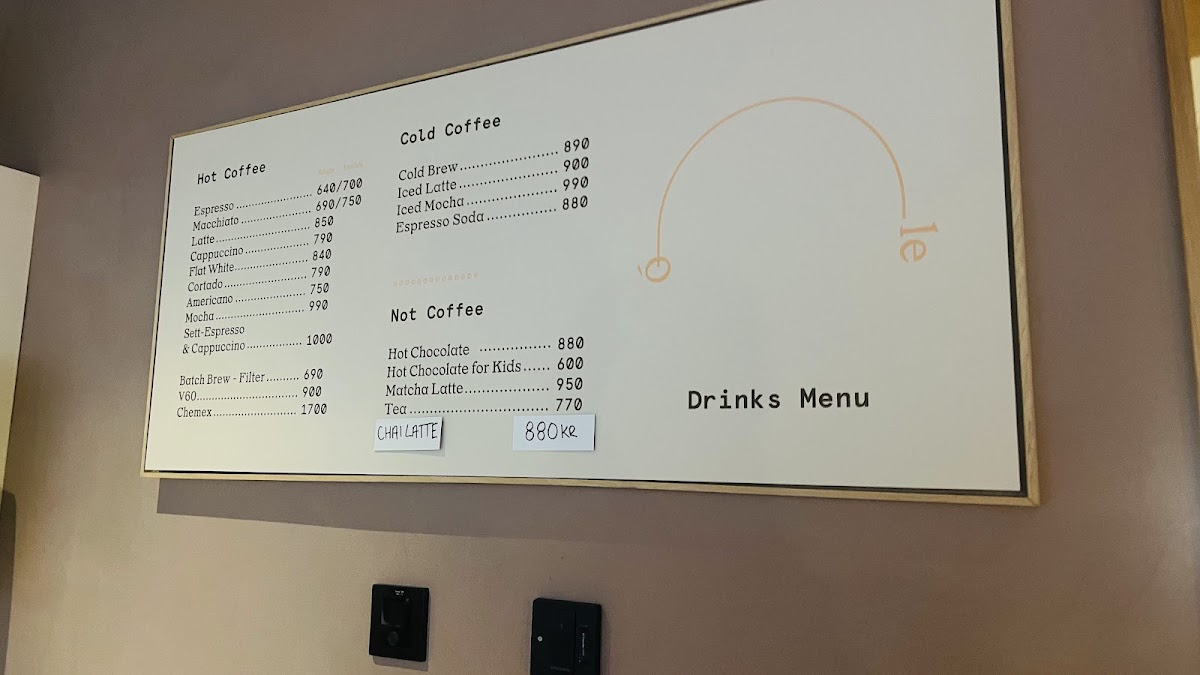 Hot Coffee
Espresso ........................ 640/700
Macchiato ...................... 690/750
Latte .............................. 850
Cappuccino .................... 790
Flat White ....................... 840
Cortado .......................... 790
Americano ...................... 750
Mocha ............................ 990
Sett-Espresso
& Cappuccino ................. 1000
Batch Brew - Filter .......... 690
V60 ................................. 900
Chemex .......................... 1700
Cold Coffee
Cold Brew ........................ 890
Iced Latte ........................ 900
Iced Mocha ...................... 990
Espresso Soda ................. 880
Not Coffee
Hot Chocolate ................ 880
Hot Chocolate for Kids ...... 600
Matcha Latte .................... 950
Tea ................................. 770
CHAI LATTE 880KR
le
Drinks Menu